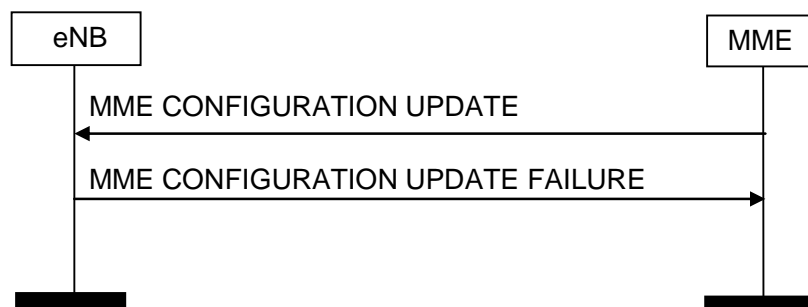 eNB
MME
MME CONFIGURATION UPDATE
MME CONFIGURATION UPDATE FAILURE